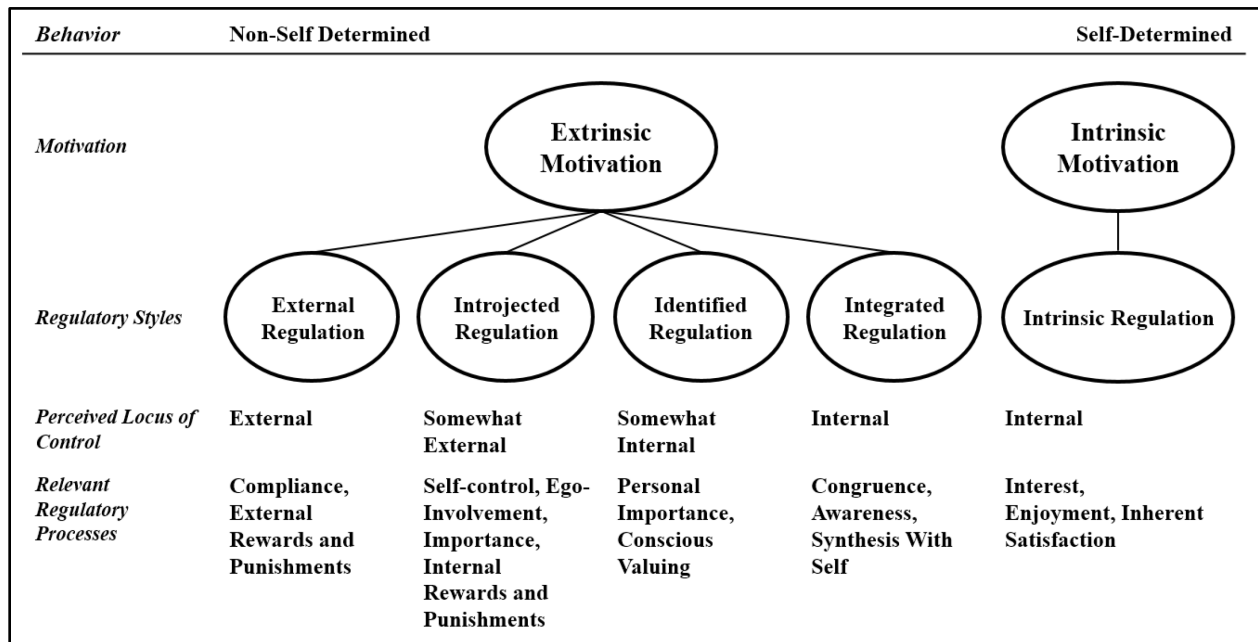 Behavior Non-Self Determined Self-Determined
Motivation
Extrinsic
Motivation
Intrinsic
Motivation
Regulatory Styles
External
Regulation
Introjected
Regulation
Identified
Regulation
Integrated
Regulation
Intrinsic Regulation
Perceived Locus of
Control
External
Somewhat
External
Somewhat
Internal
Internal
Internal
Relevant
Regulatory
Processes
Compliance,
External
Rewards and
Punishments
Self-control, Ego-
Involvement,
Importance,
Internal
Rewards and
Punishments
Personal
Importance,
Conscious
Valuing
Congruence,
Awareness,
Synthesis With
Self
Interest,
Enjoyment, Inherent
Satisfaction